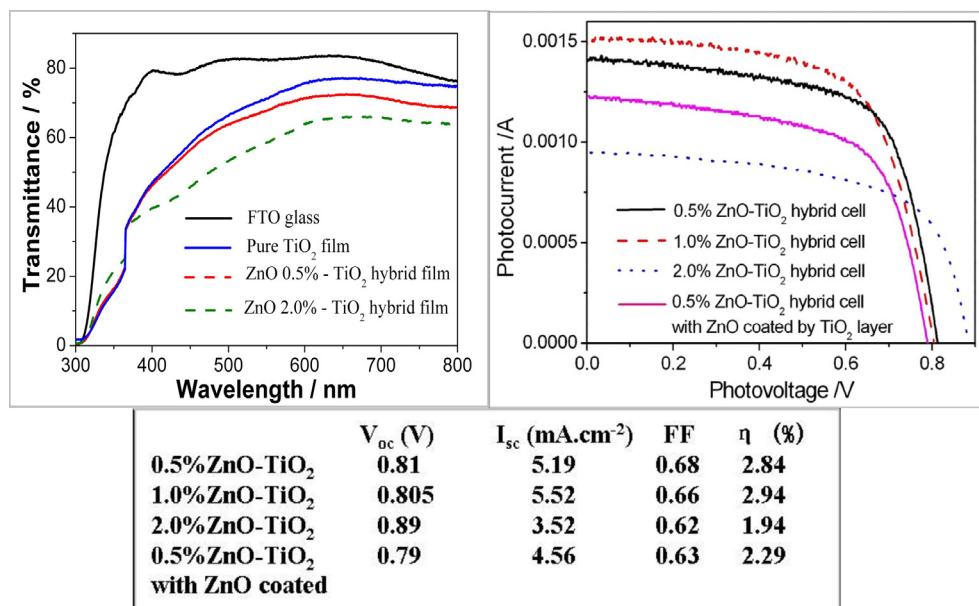 Transmittance / %
80
60
40
20
0
FTO glass
Pure TiO₂ film
ZnO 0.5% - TiO₂ hybrid film
ZnO 2.0% - TiO₂ hybrid film
300 400 500 600 700 800
Wavelength / nm
Photocurrent /A
0.0015
0.0010
0.0005
0.0000
0.5% ZnO-TiO₂ hybrid cell
1.0% ZnO-TiO₂ hybrid cell
2.0% ZnO-TiO₂ hybrid cell
0.5% ZnO-TiO₂ hybrid cell
with ZnO coated by TiO₂ layer
0.0 0.2 0.4 0.6 0.8
Photovoltage /V
V_oc (V) I_sc (mA.cm⁻²) FF η (%)
0.5%ZnO-TiO₂ 0.81 5.19 0.68 2.84
1.0%ZnO-TiO₂ 0.805 5.52 0.66 2.94
2.0%ZnO-TiO₂ 0.89 3.52 0.62 1.94
0.5%ZnO-TiO₂ 0.79 4.56 0.63 2.29
with ZnO coated